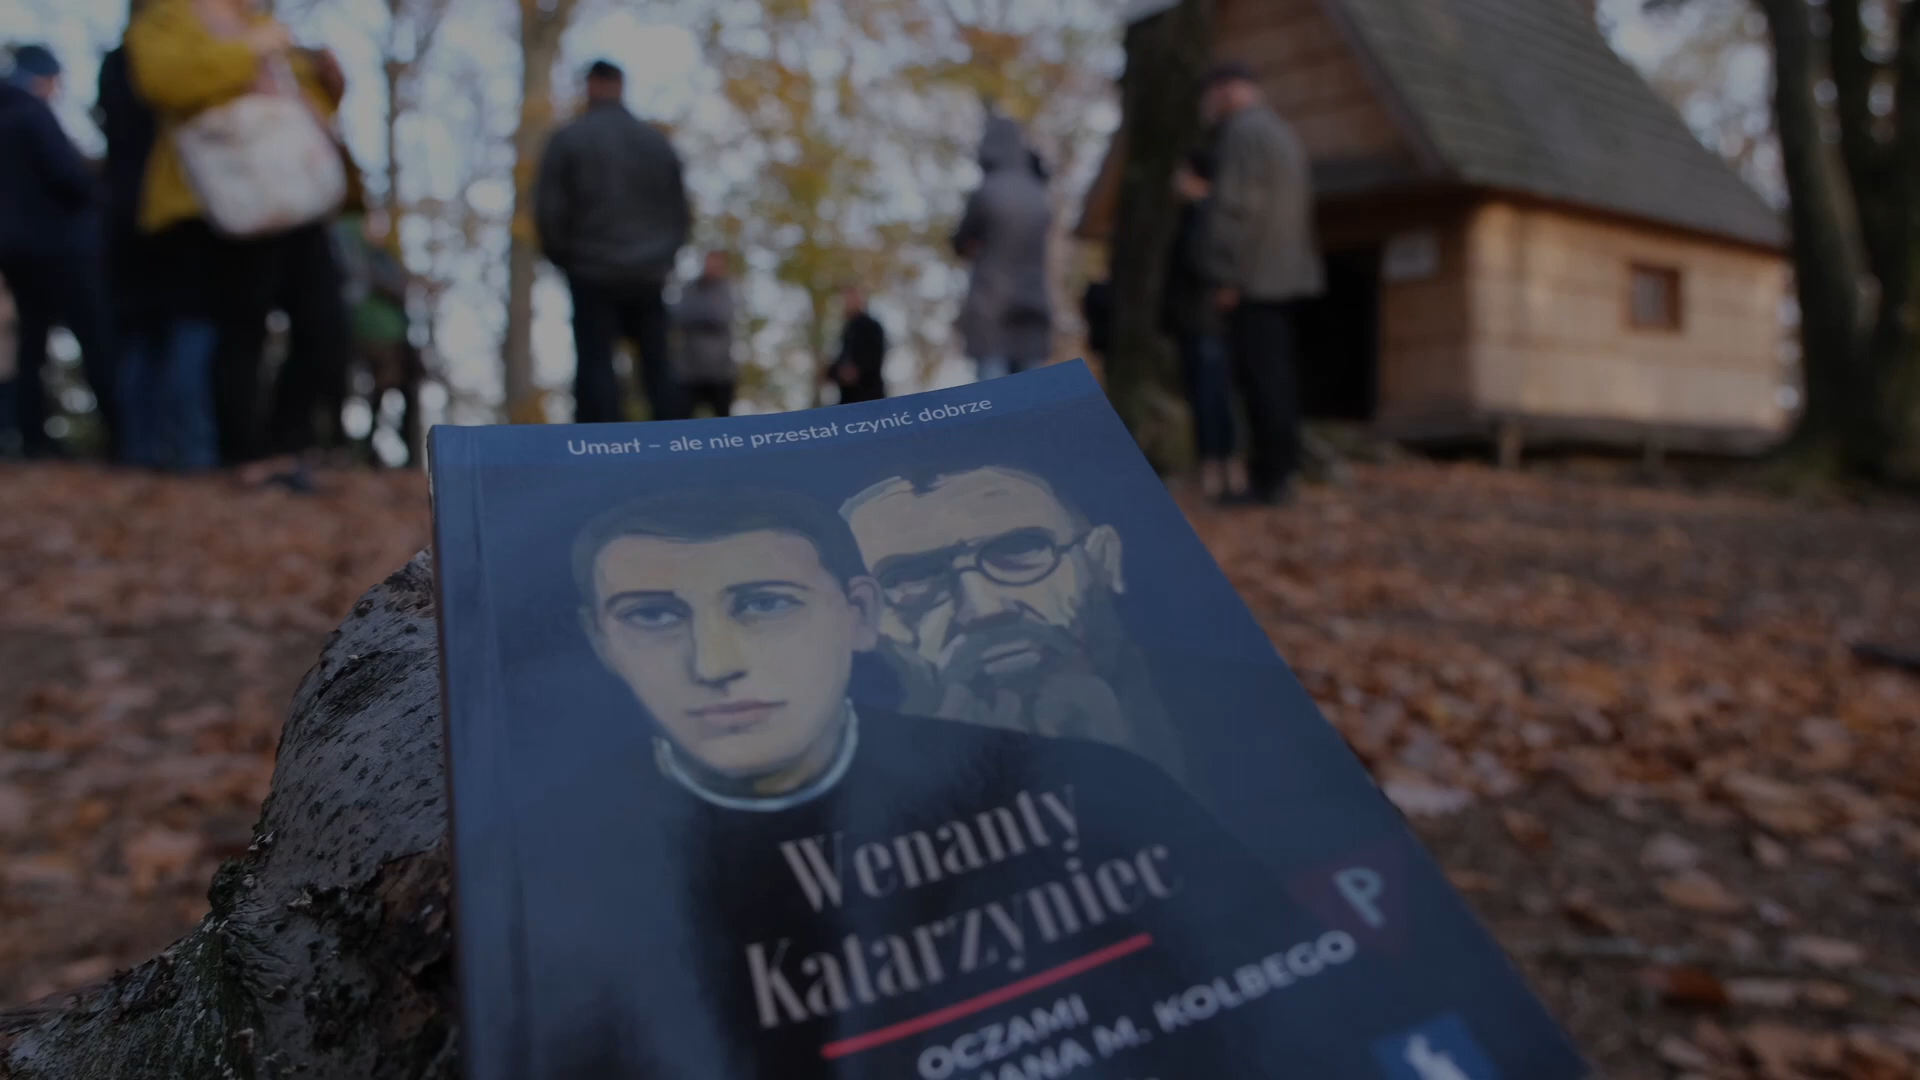 Umarł – ale nie przestał czynić dobrze
Wenanty
Katarzyniec
OCZAMI
M. KOLBEGO
P